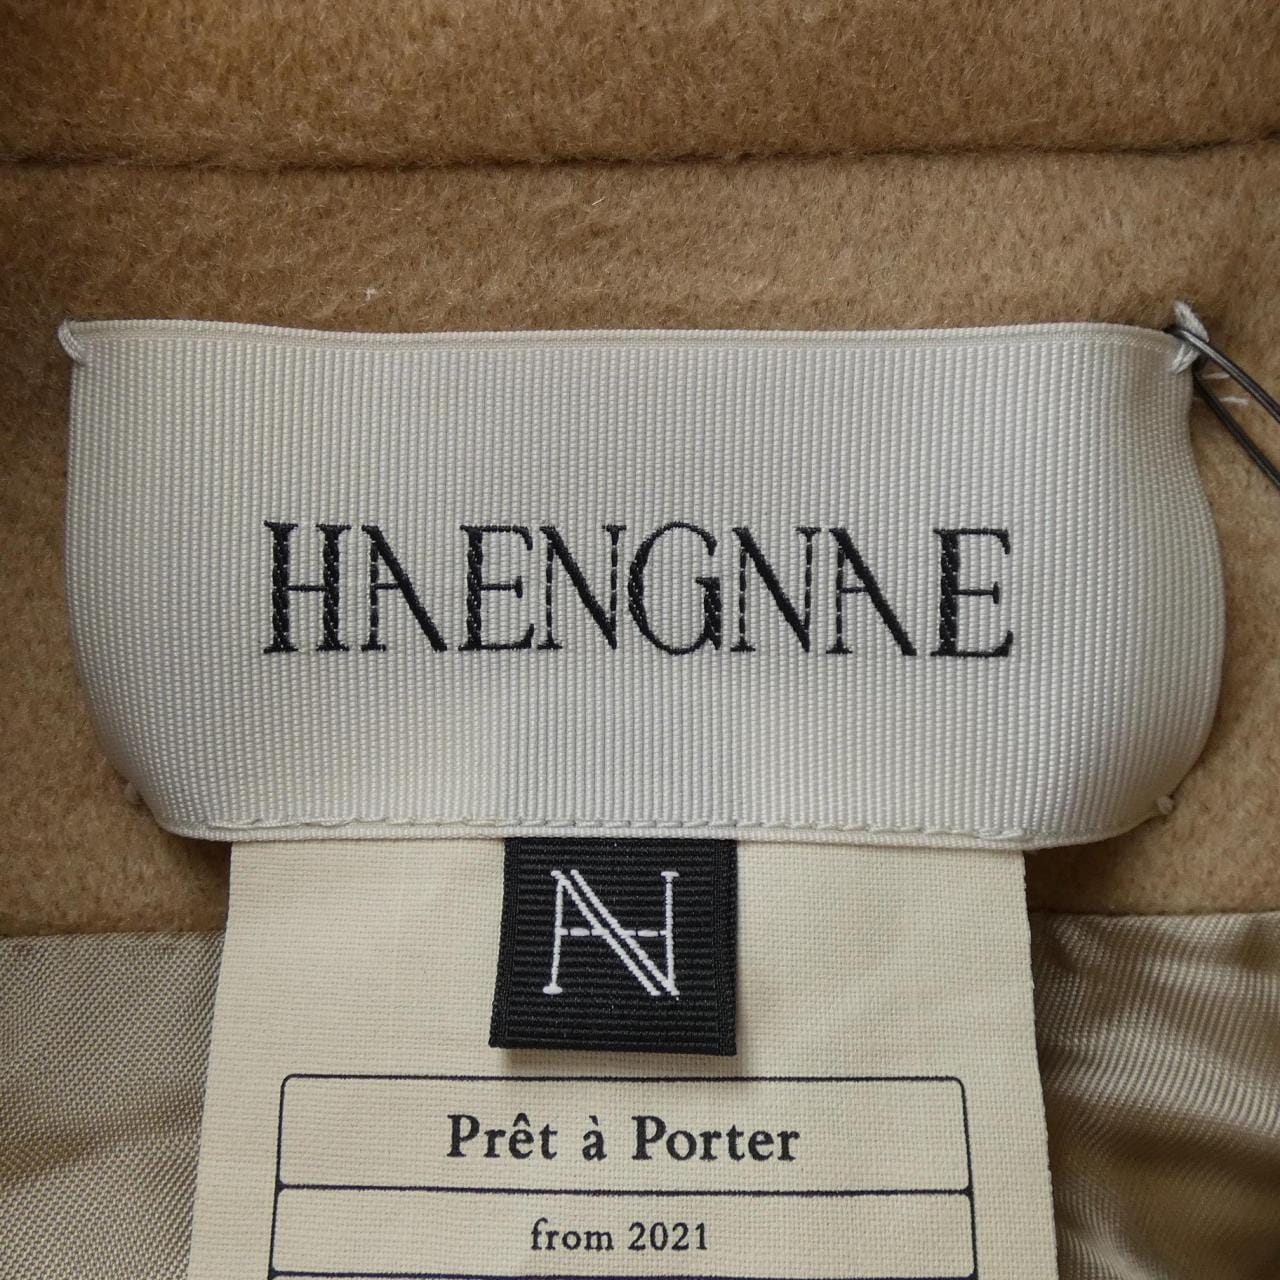 HAENGNAE
N
Prêt à Porter
from 2021